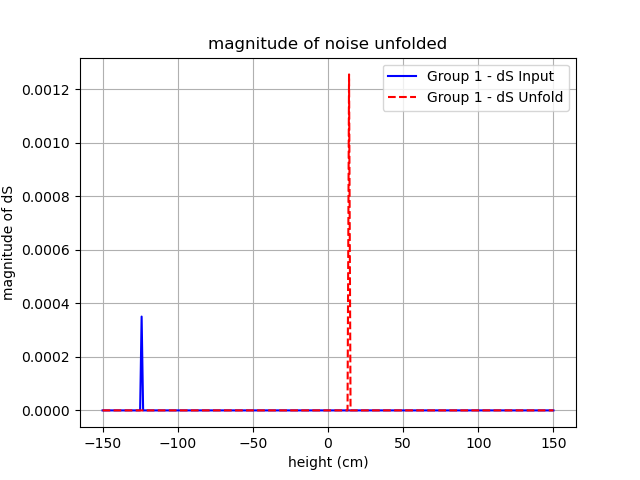 magnitude of noise unfolded
Group 1 - dS Input
Group 1 - dS Unfold
magnitude of dS
0.0012
0.0010
0.0008
0.0006
0.0004
0.0002
0.0000
−150
−100
−50
0
50
100
150
height (cm)